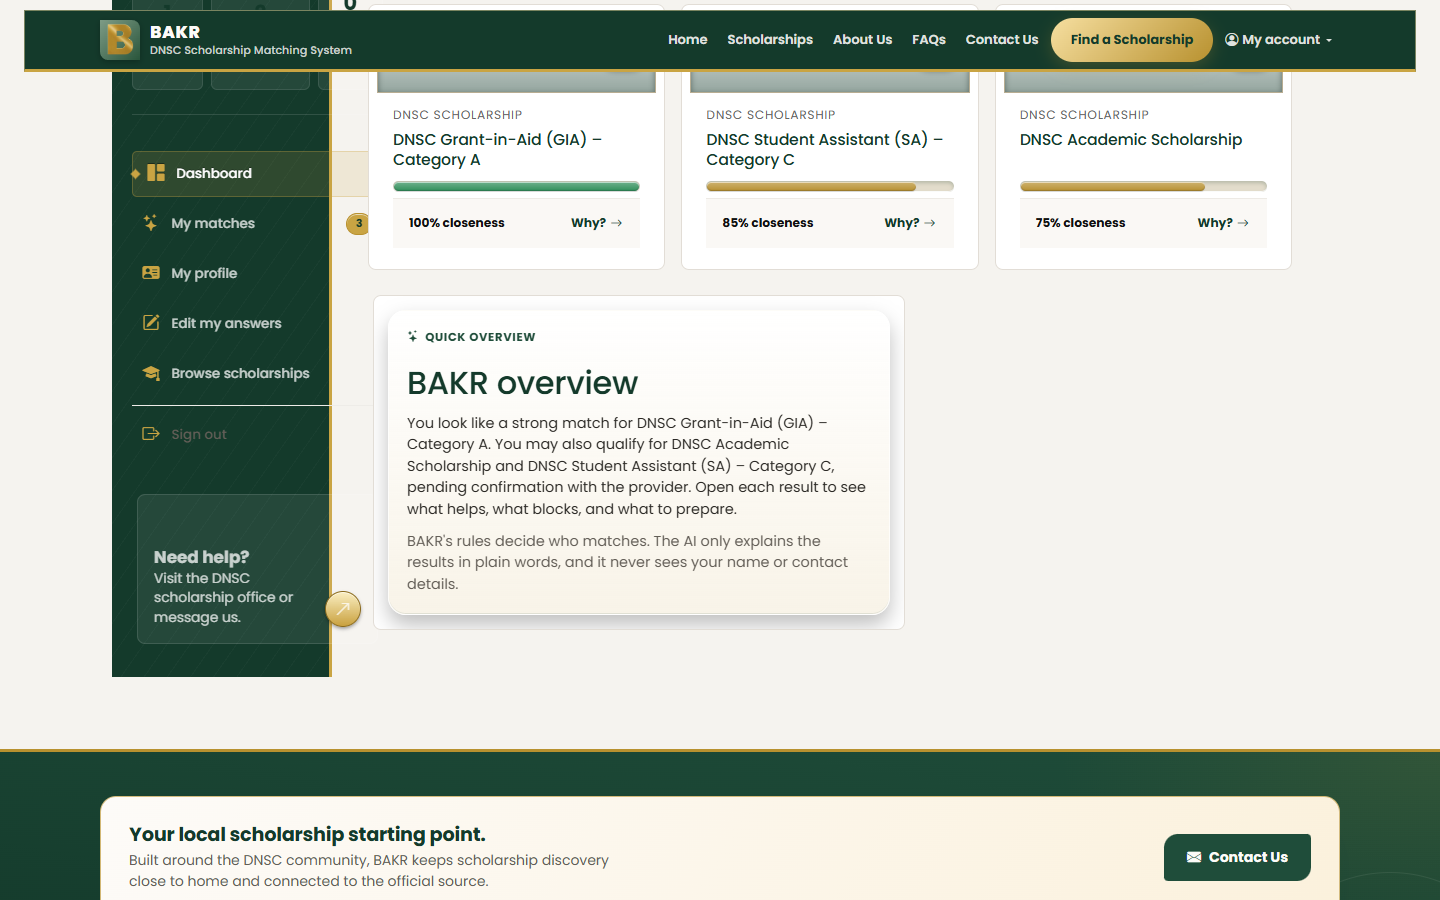 BAKR
DNSC Scholarship Matching System
Home
Scholarships
About Us
FAQs
Contact Us
Find a Scholarship
My account
Dashboard
My matches
3
My profile
Edit my answers
Browse scholarships
Sign out
Need help?
Visit the DNSC
scholarship office or
message us.
DNSC SCHOLARSHIP
DNSC Grant-in-Aid (GIA) –
Category A
100% closeness
Why? →
DNSC SCHOLARSHIP
DNSC Student Assistant (SA) –
Category C
85% closeness
Why? →
DNSC SCHOLARSHIP
DNSC Academic Scholarship
75% closeness
Why? →
QUICK OVERVIEW
BAKR overview
You look like a strong match for DNSC Grant-in-Aid (GIA) –
Category A. You may also qualify for DNSC Academic
Scholarship and DNSC Student Assistant (SA) – Category C,
pending confirmation with the provider. Open each result to see
what helps, what blocks, and what to prepare.
BAKR's rules decide who matches. The AI only explains the
results in plain words, and it never sees your name or contact
details.
Your local scholarship starting point.
Built around the DNSC community, BAKR keeps scholarship discovery
close to home and connected to the official source.
Contact Us